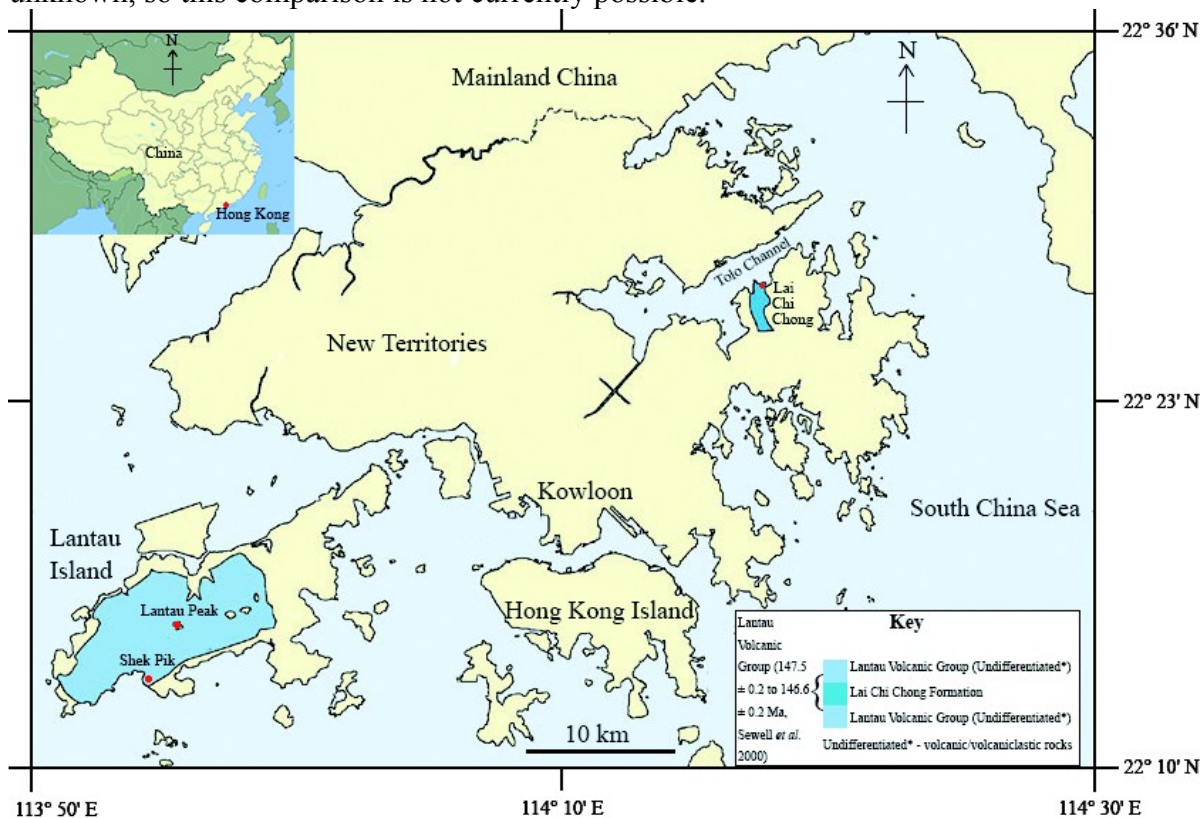 unknown, so this comparison is not currently possible.
22° 36' N
N
N
Mainland China
China
Hong Kong
Tolo Channel
Lai
Chi
Chong
New Territories
22° 23' N
Kowloon
South China Sea
Lantau
Island
Lantau Peak
Hong Kong Island
Shek Pik
Key
Lantau
Volcanic
Group (147.5
± 0.2 to 146.6
± 0.2 Ma,
Sewell et al.
2000)
Lantau Volcanic Group (Undifferentiated*)
Lai Chi Chong Formation
Lantau Volcanic Group (Undifferentiated*)
Undifferentiated* - volcanic/volcaniclastic rocks
10 km
22° 10' N
113° 50' E
114° 10' E
114° 30' E